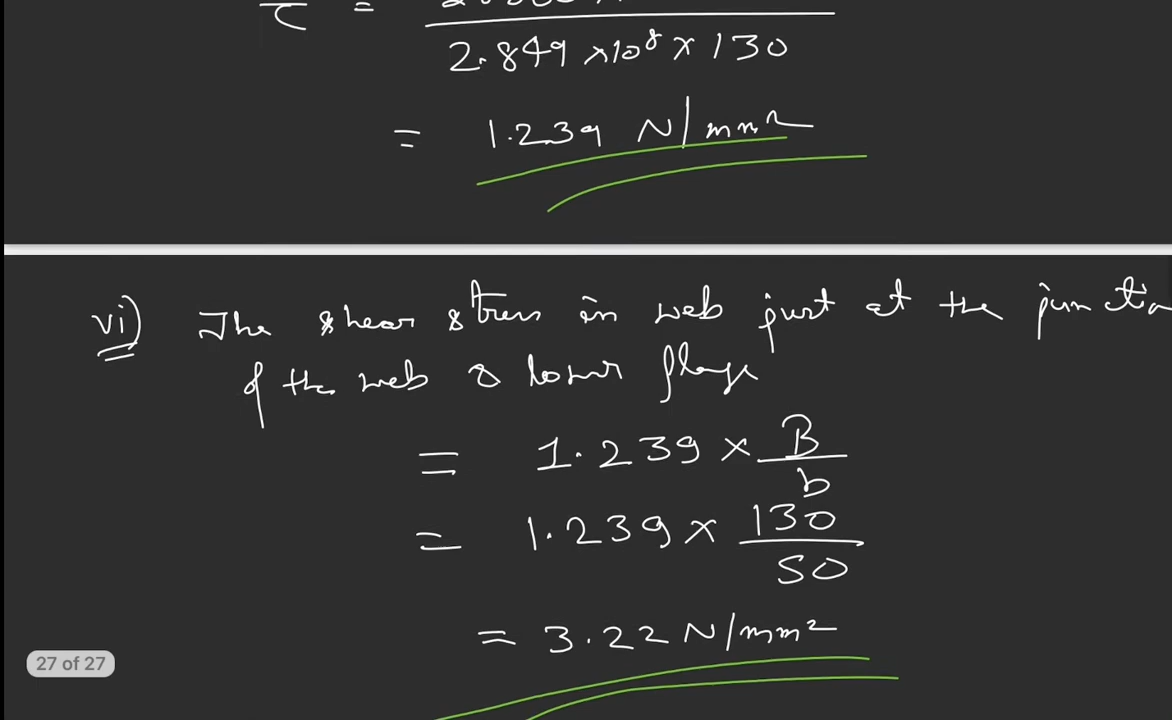 τ =
2.849 ×10⁸ × 130
= 1.239 N/mm²
vi) The shear stress in web just at the junction
of the web & lower flange
= 1.239 × B/b
= 1.239 × 130/50
= 3.22 N/mm²
27 of 27